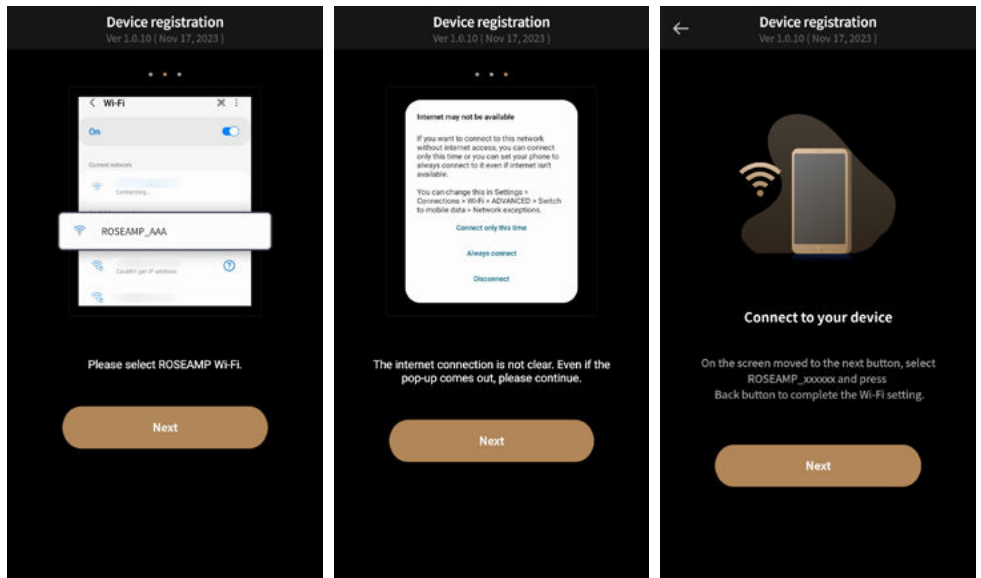 Device registration
Ver 1.0.10 ( Nov 17, 2023 )
Wi-Fi
On
Current network
Connecting...
ROSEAMP_AAA
Couldn't get IP address
Please select ROSEAMP Wi-Fi.
Next
Device registration
Ver 1.0.10 ( Nov 17, 2023 )
Internet may not be available
If you want to connect to this network
without internet access, you can connect
only this time or you can set your phone to
always connect to it even if internet isn't
available.
You can change this in Settings >
Connections > Wi-Fi > ADVANCED > Switch
to mobile data > Network exceptions.
Connect only this time
Always connect
Disconnect
The internet connection is not clear. Even if the
pop-up comes out, please continue.
Next
Device registration
Ver 1.0.10 ( Nov 17, 2023 )
Connect to your device
On the screen moved to the next button, select
ROSEAMP_xxxxxx and press
Back button to complete the Wi-Fi setting.
Next